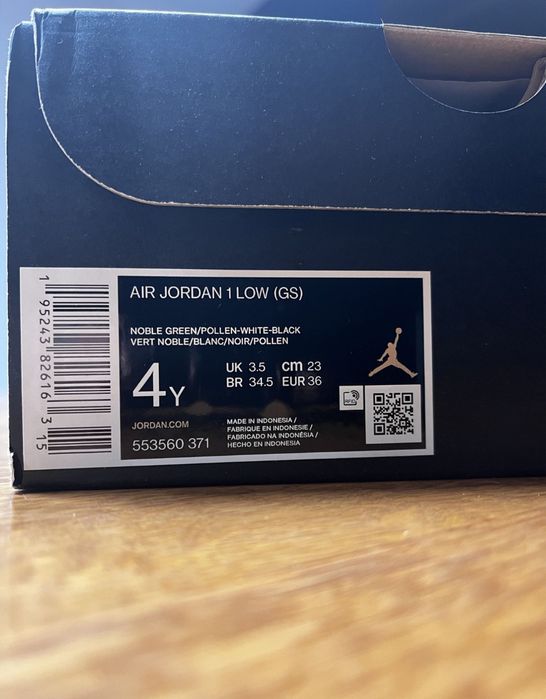 AIR JORDAN 1 LOW (GS)
NOBLE GREEN/POLLEN-WHITE-BLACK
VERT NOBLE/BLANC/NOIR/POLLEN
4Y
UK 3.5 cm 23
BR 34.5 EUR 36
JORDAN.COM
553560 371
MADE IN INDONESIA /
FABRIQUE EN INDONESIE /
FABRICADO NA INDONÉSIA /
HECHO EN INDONESIA
RFID
1 95243 82616 3 15